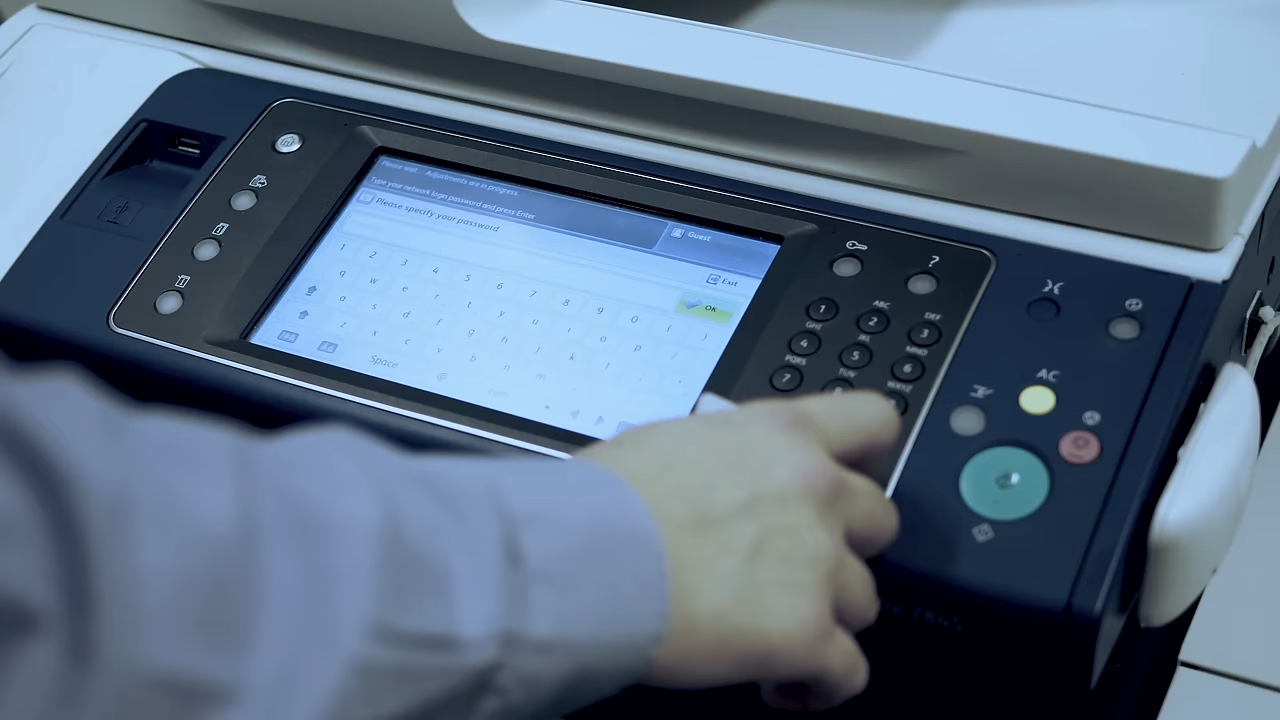 Please wait... Adjustments are in progress.
Type your network login password and press Enter
Please specify your password
Guest
Exit
OK
1 2 3 4 5 6 7 8 9 0 ( )
q w e r t y u i o p
a s d f g h j k l
z x c v b n m
Space @ .com
?
1 ABC 2 DEF 3
GHI 4 JKL 5 MNO 6
PQRS 7 TUV WXYZ
AC